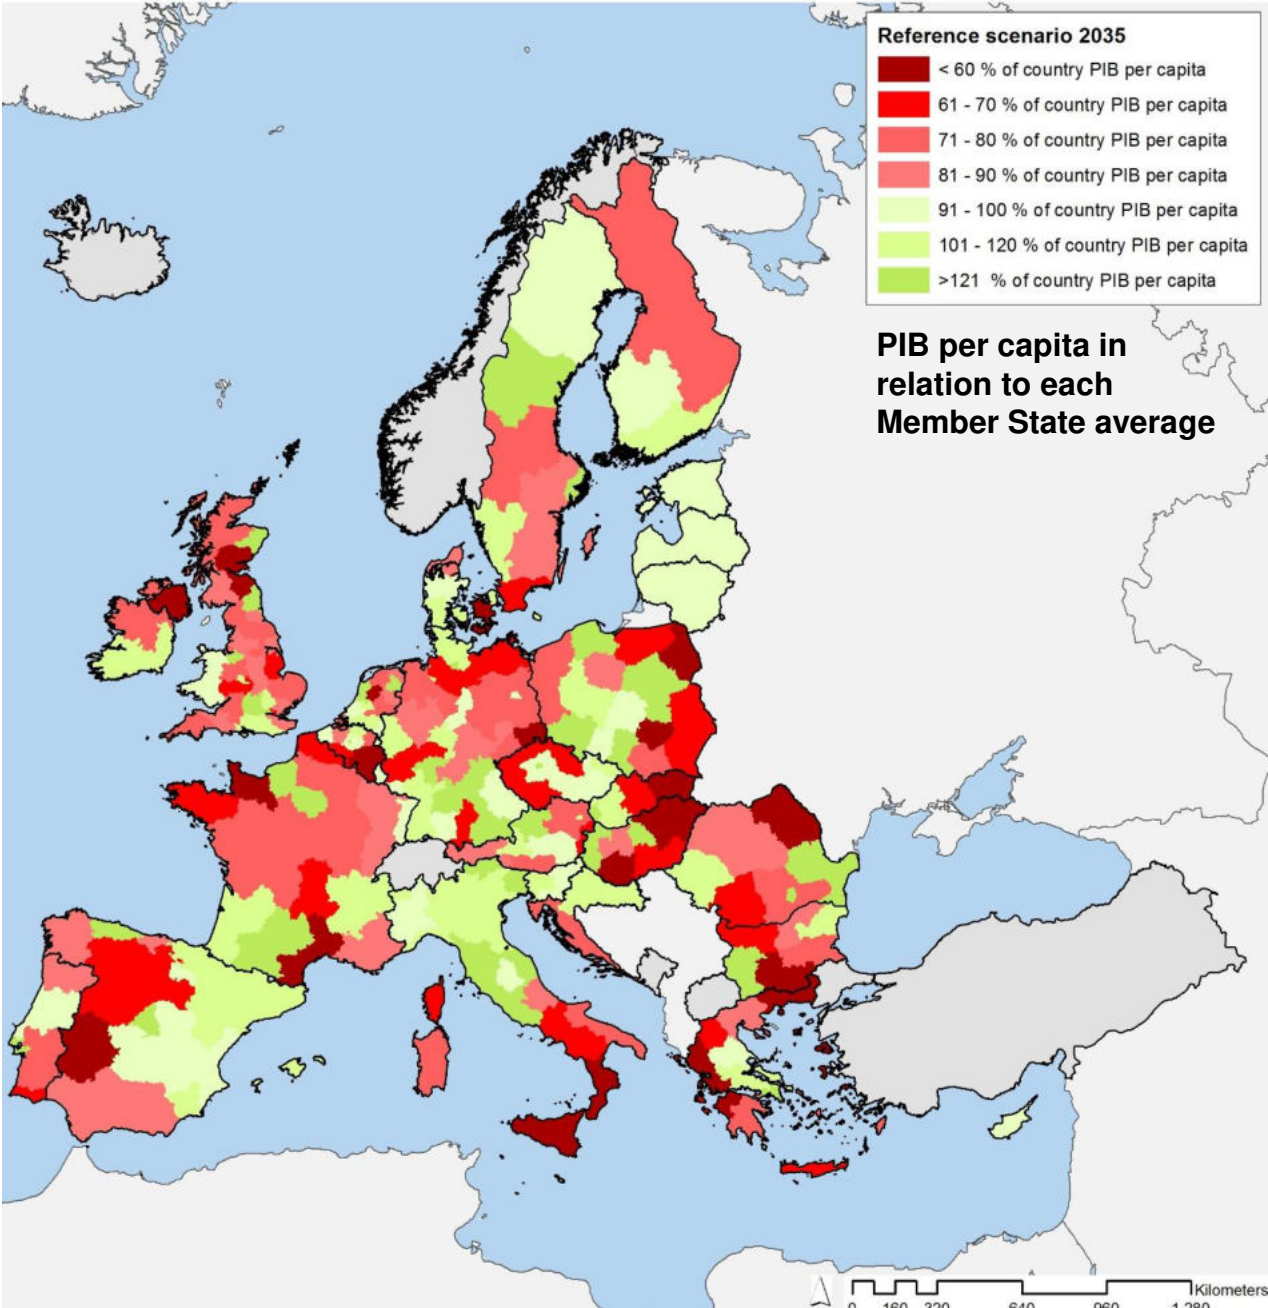 Reference scenario 2035
< 60 % of country PIB per capita
61 - 70 % of country PIB per capita
71 - 80 % of country PIB per capita
81 - 90 % of country PIB per capita
91 - 100 % of country PIB per capita
101 - 120 % of country PIB per capita
>121 % of country PIB per capita
PIB per capita in
relation to each
Member State average
Kilometers
0 160 320 640 960 1.280